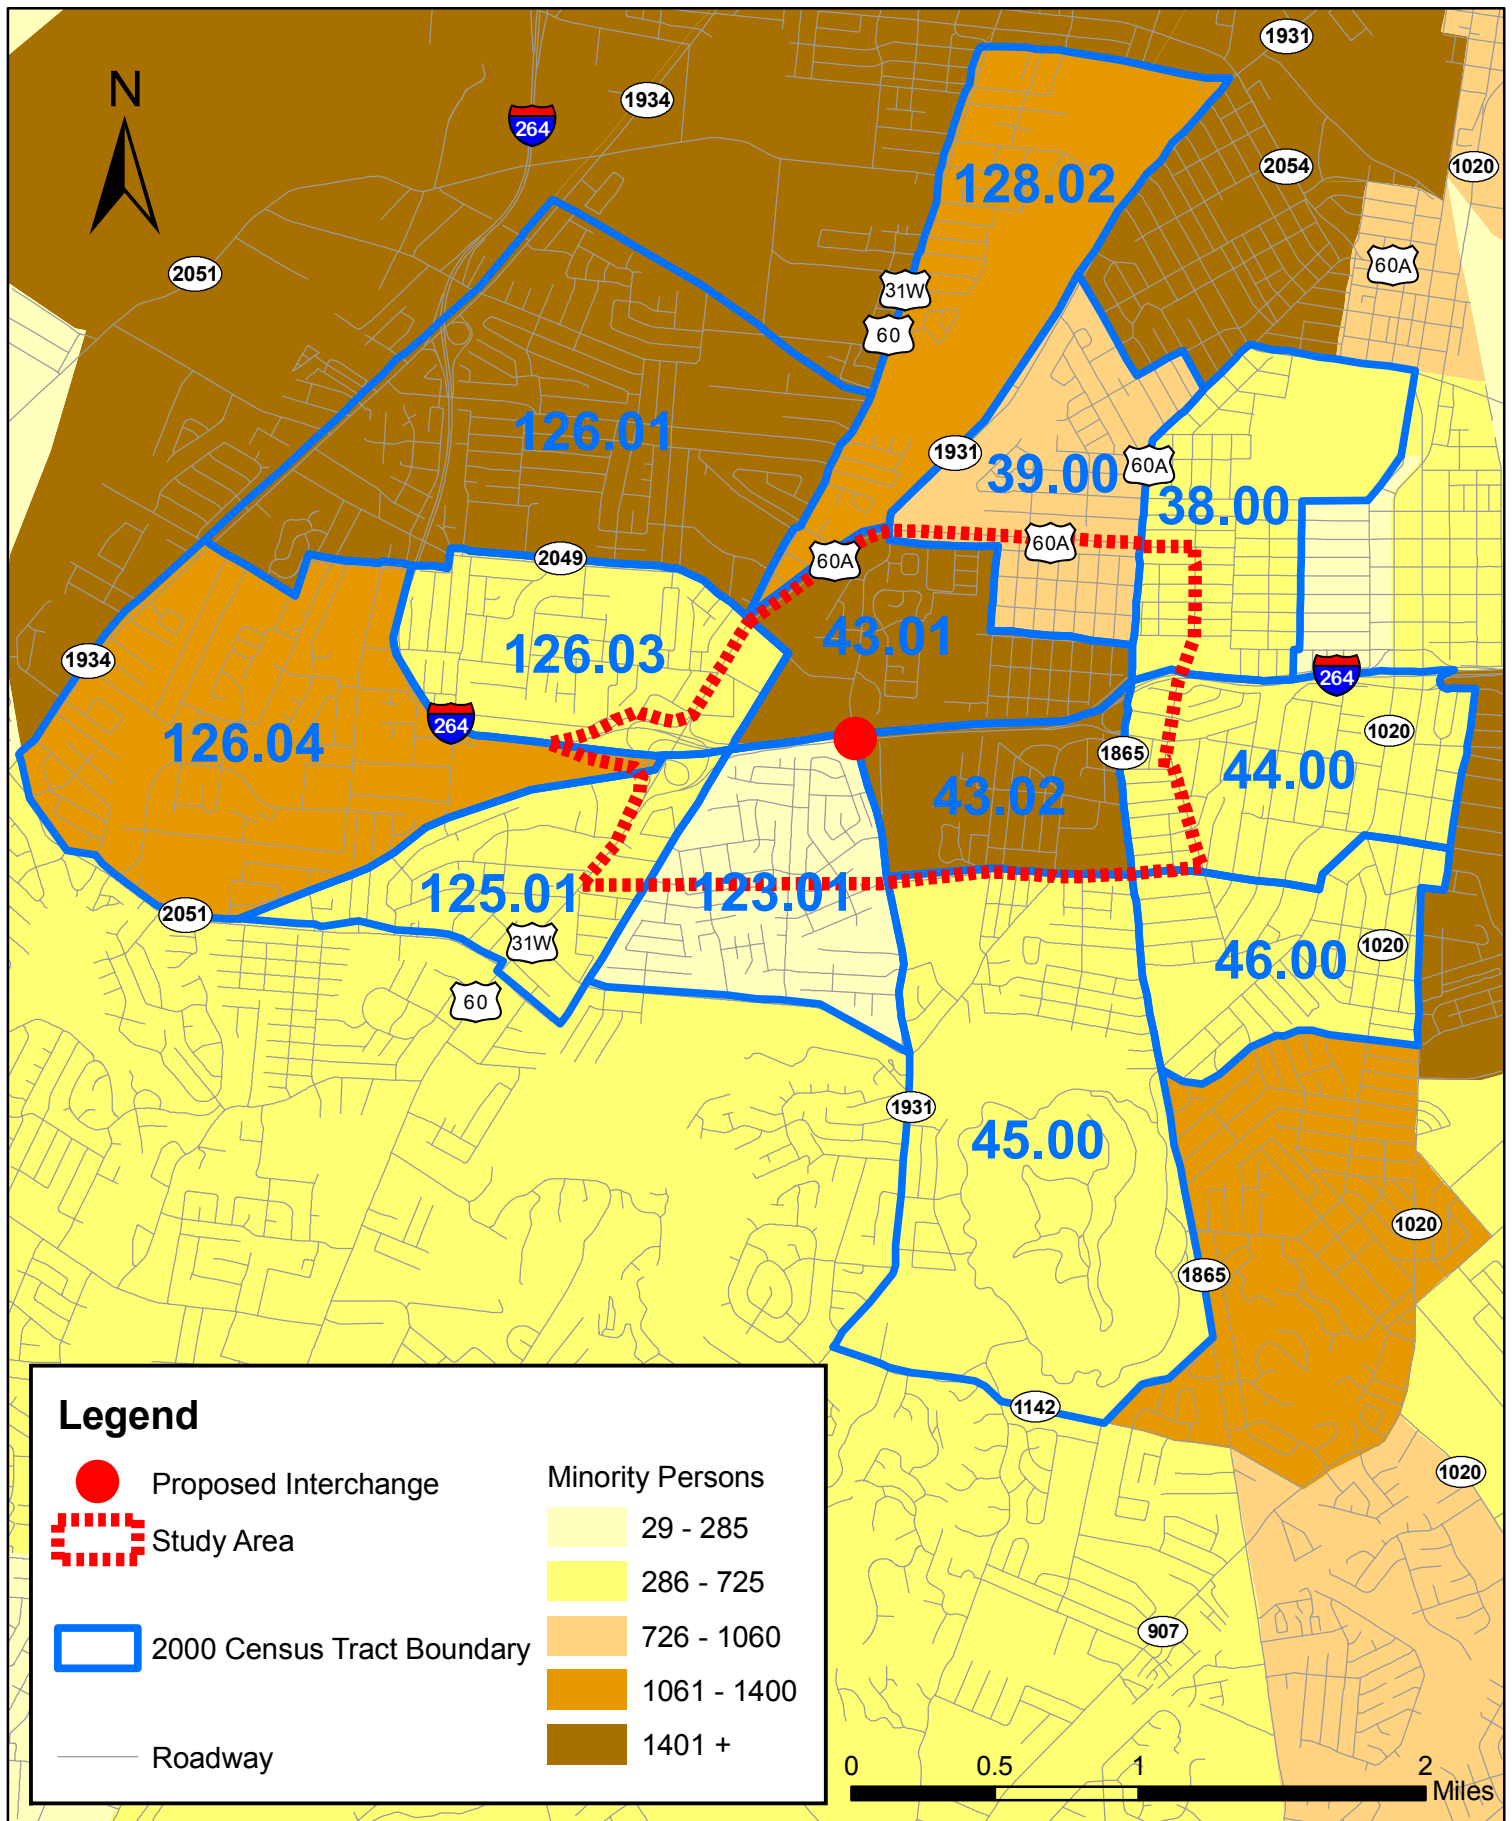 1931
N
1934
264
2054
1020
128.02
2051
60A
31W
60
126.01
1931
39.00
60A
38.00
2049
60A
60A
126.03
43.01
1934
264
264
1020
126.04
1865
44.00
43.02
125.01
123.01
2051
31W
1020
46.00
60
1931
45.00
1020
1865
1142
1020
907
Legend
Proposed Interchange
Study Area
2000 Census Tract Boundary
Roadway
Minority Persons
29 - 285
286 - 725
726 - 1060
1061 - 1400
1401 +
0 0.5 1 2
Miles